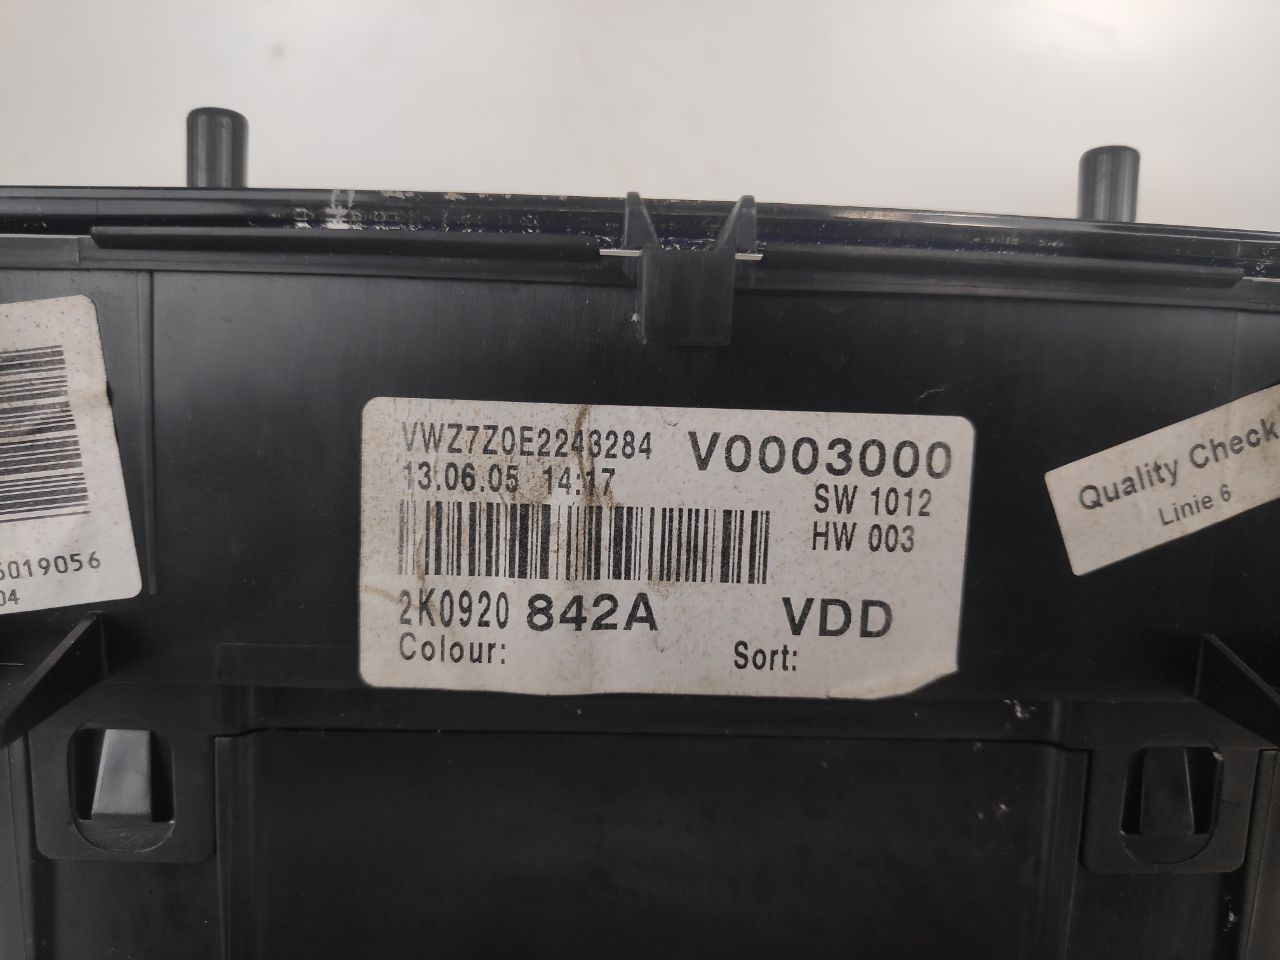 VWZ7Z0E2243284 V0003000
13.06.05 14:17 SW 1012
HW 003
2K0920 842A VDD
Colour: Sort:
Quality Check
Linie 6
6019056
04